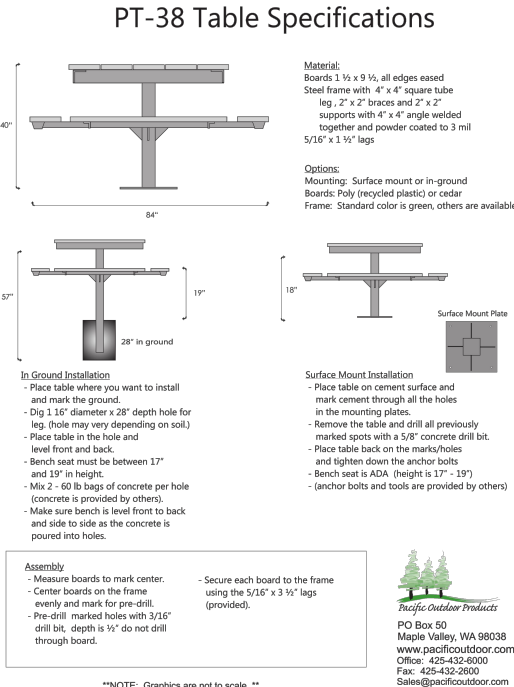 PT-38 Table Specifications
Material:
Boards 1 ½ x 9 ½, all edges eased
Steel frame with 4" x 4" square tube
leg , 2" x 2" braces and 2" x 2"
supports with 4" x 4" angle welded
together and powder coated to 3 mil
5/16" x 1 ½" lags
40"
84"
Options:
Mounting: Surface mount or in-ground
Boards: Poly (recycled plastic) or cedar
Frame: Standard color is green, others are available
57"
19"
28" in ground
18"
Surface Mount Plate
In Ground Installation
- Place table where you want to install
and mark the ground.
- Dig 1 16" diameter x 28" depth hole for
leg. (hole may very depending on soil.)
- Place table in the hole and
level front and back.
- Bench seat must be between 17"
and 19" in height.
- Mix 2 - 60 lb bags of concrete per hole
(concrete is provided by others).
- Make sure bench is level front to back
and side to side as the concrete is
poured into holes.
Surface Mount Installation
- Place table on cement surface and
mark cement through all the holes
in the mounting plates.
- Remove the table and drill all previously
marked spots with a 5/8" concrete drill bit.
- Place table back on the marks/holes
and tighten down the anchor bolts
- Bench seat is ADA (height is 17" - 19")
- (anchor bolts and tools are provided by others)
Assembly
- Measure boards to mark center.
- Center boards on the frame
evenly and mark for pre-drill.
- Pre-drill marked holes with 3/16"
drill bit, depth is ½" do not drill
through board.
- Secure each board to the frame
using the 5/16" x 3 ½" lags
(provided).
Pacific Outdoor Products
PO Box 50
Maple Valley, WA 98038
www.pacificoutdoor.com
Office: 425-432-6000
Fax: 425-432-2600
Sales@pacificoutdoor.com
**NOTE: Graphics are not to scale **